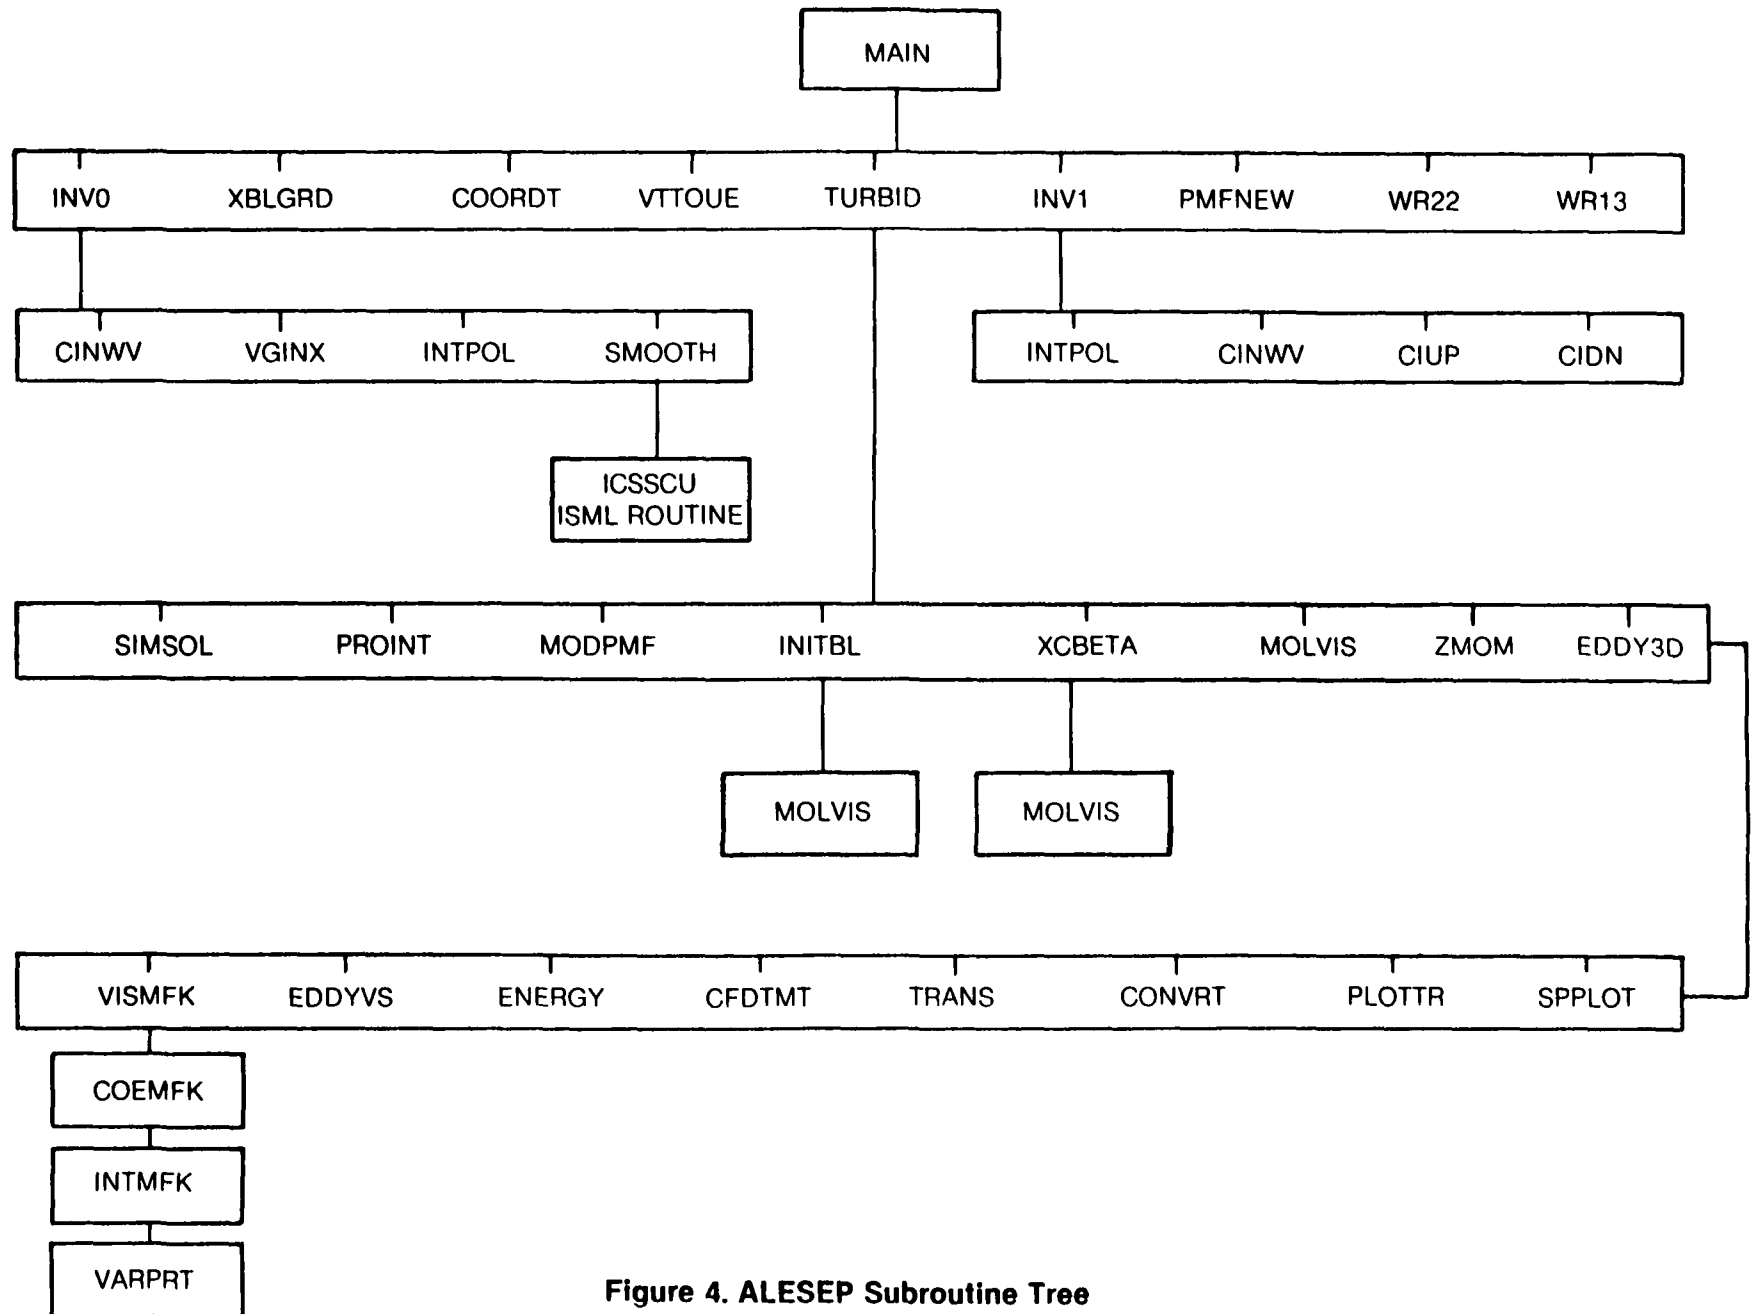 MAIN
INV0 XBLGRD COORDT VTTOUE TURBID INV1 PMFNEW WR22 WR13
CINWV VGINX INTPOL SMOOTH
INTPOL CINWV CIUP CIDN
ICSSCU
ISML ROUTINE
SIMSOL PROINT MODPMF INITBL XCBETA MOLVIS ZMOM EDDY3D
MOLVIS MOLVIS
VISMFK EDDYVS ENERGY CFDTMT TRANS CONVRT PLOTTR SPPLOT
COEMFK
INTMFK
VARPRT
Figure 4. ALESEP Subroutine Tree